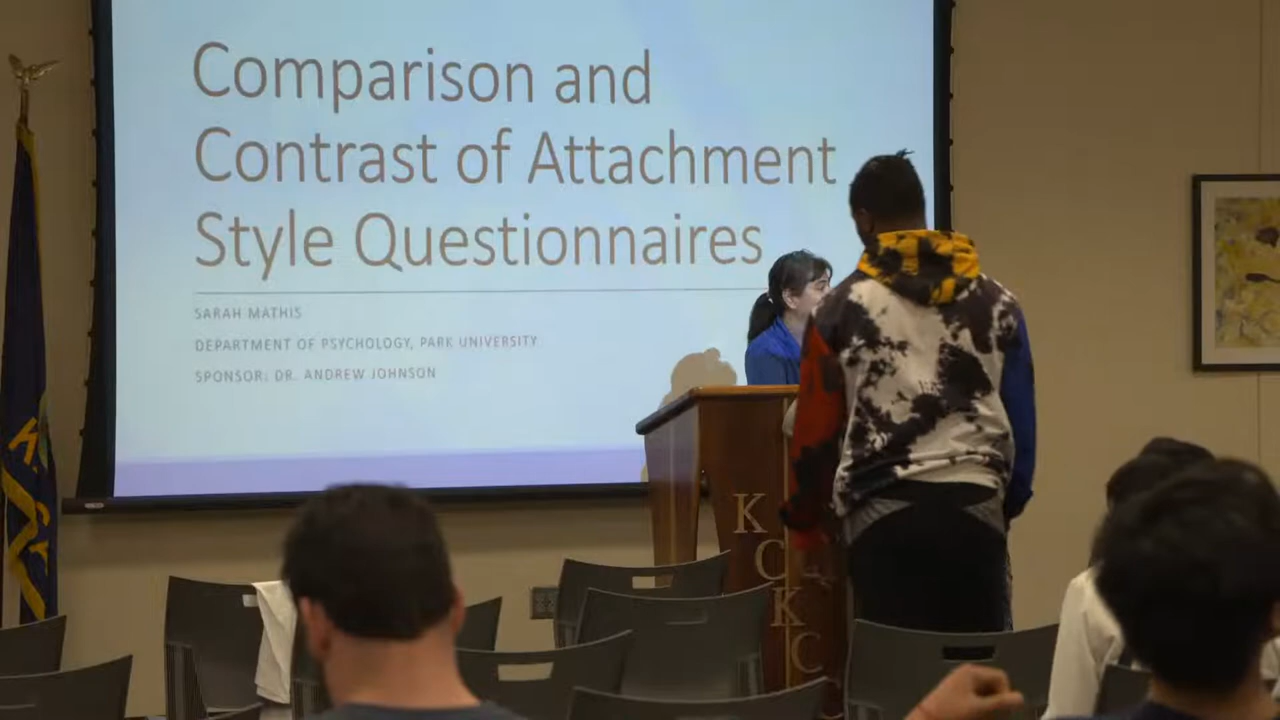 Comparison and
Contrast of Attachment
Style Questionnaires
SARAH MATHIS
DEPARTMENT OF PSYCHOLOGY, PARK UNIVERSITY
SPONSOR: DR. ANDREW JOHNSON
K
C
K
C